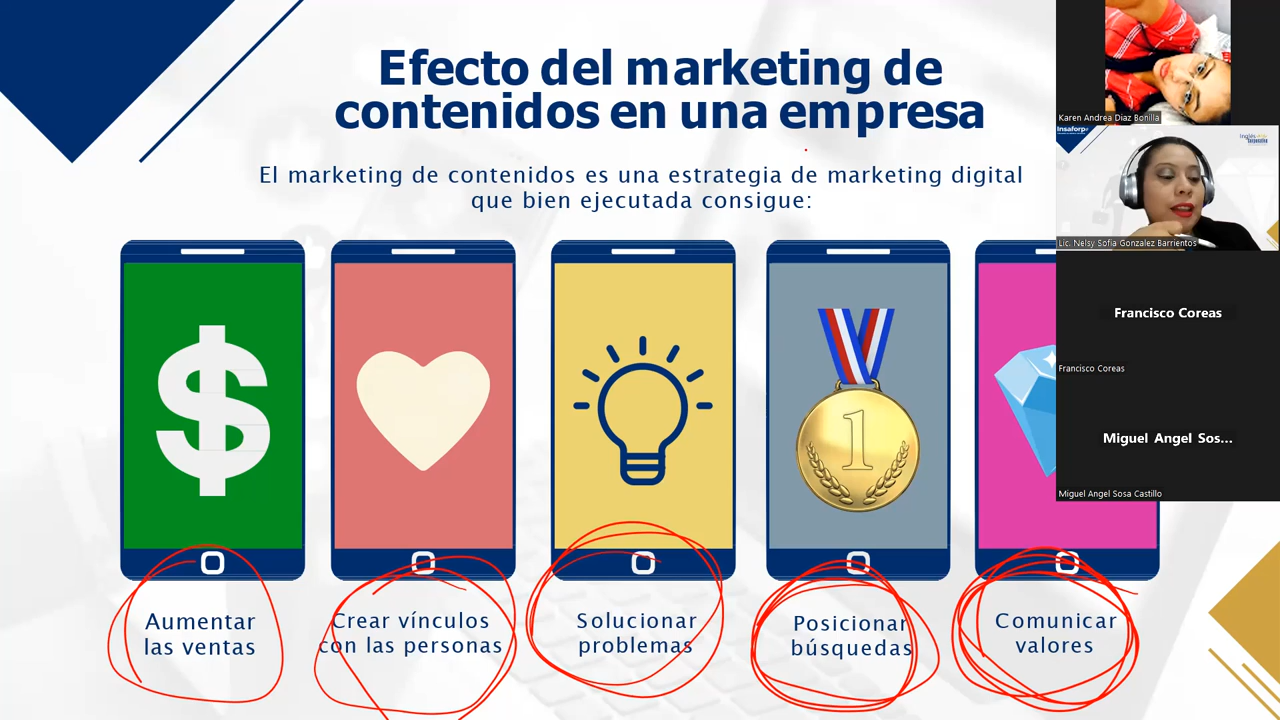 Efecto del marketing de
contenidos en una empresa
El marketing de contenidos es una estrategia de marketing digital
que bien ejecutada consigue:
$
1
Aumentar
las ventas
Crear vínculos
con las personas
Solucionar
problemas
Posicionar
búsquedas
Comunicar
valores
Karen Andrea Diaz Bonilla
Insaforp
Lic. Nelsy Sofia Gonzalez Barrientos
Francisco Coreas
Francisco Coreas
Miguel Angel Sos...
Miguel Angel Sosa Castillo